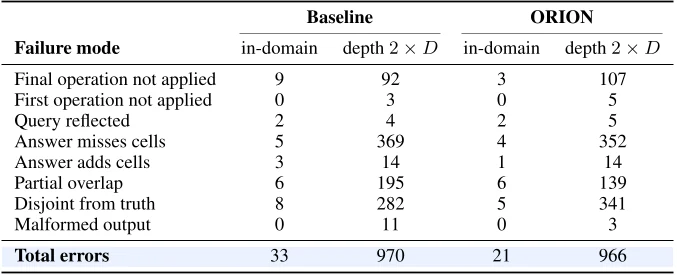 Baseline ORION
Failure mode in-domain depth 2 × D in-domain depth 2 × D
Final operation not applied 9 92 3 107
First operation not applied 0 3 0 5
Query reflected 2 4 2 5
Answer misses cells 5 369 4 352
Answer adds cells 3 14 1 14
Partial overlap 6 195 6 139
Disjoint from truth 8 282 5 341
Malformed output 0 11 0 3
Total errors 33 970 21 966